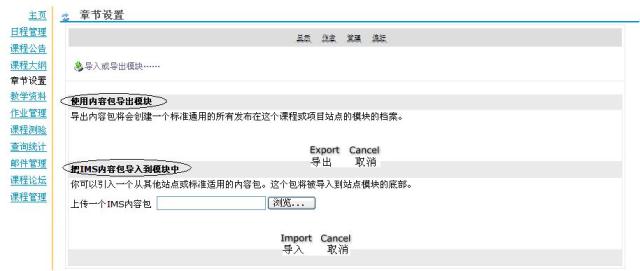 主页
日程管理
课程公告
课程大纲
章节设置
教学资料
作业管理
课程测验
查询统计
邮件管理
课程论坛
课程管理
章节设置
管理
导入或导出模块……
使用内容包导出模块
导出内容包将会创建一个标准通用的所有发布在这个课程或项目站点的模块的档案。
Export Cancel
导出 取消
把IMS内容包导入到模块中
你可以引入一个从其他站点或标准适用的内容包。这个包将被导入到站点模块的底部。
上传一个IMS内容包 浏览...
Import Cancel
导入 取消